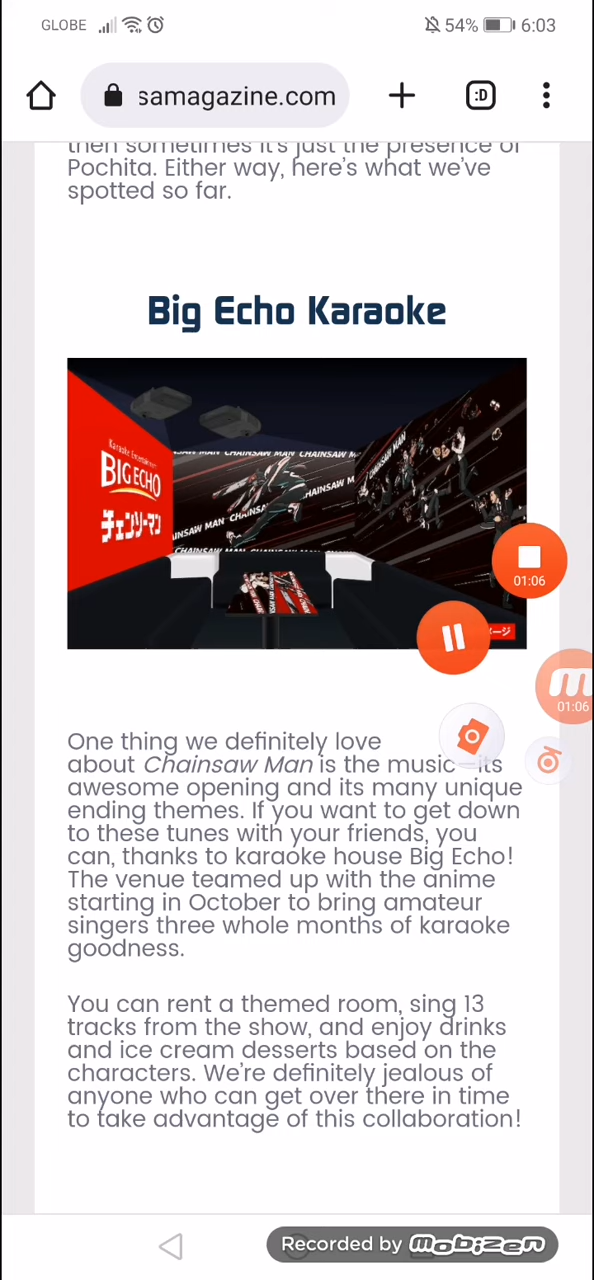 GLOBE
54% 6:03
samagazine.com
:D
then sometimes it's just the presence of
Pochita. Either way, here's what we've
spotted so far.
Big Echo Karaoke
Karaoke Entertainment
BIG ECHO
チェンソーマン
CHAINSAW MAN CHAINSAW MAN
CHAINSAW MAN
01:06
01:06
One thing we definitely love
about Chainsaw Man is the music—its
awesome opening and its many unique
ending themes. If you want to get down
to these tunes with your friends, you
can, thanks to karaoke house Big Echo!
The venue teamed up with the anime
starting in October to bring amateur
singers three whole months of karaoke
goodness.
You can rent a themed room, sing 13
tracks from the show, and enjoy drinks
and ice cream desserts based on the
characters. We're definitely jealous of
anyone who can get over there in time
to take advantage of this collaboration!
Recorded by mobizen